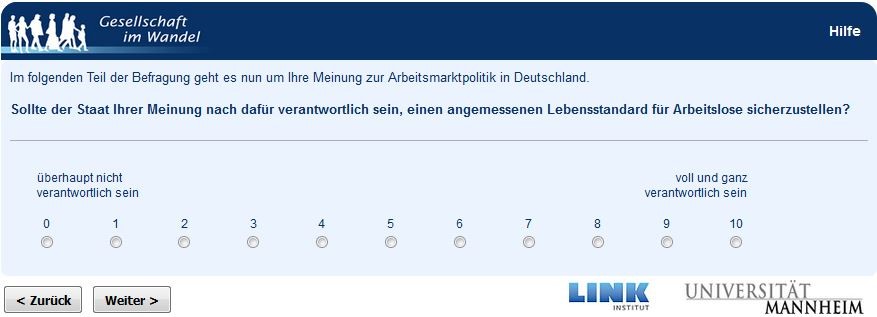 Gesellschaft
im Wandel
Hilfe
Im folgenden Teil der Befragung geht es nun um Ihre Meinung zur Arbeitsmarktpolitik in Deutschland.
Sollte der Staat Ihrer Meinung nach dafür verantwortlich sein, einen angemessenen Lebensstandard für Arbeitslose sicherzustellen?
überhaupt nicht
verantwortlich sein
voll und ganz
verantwortlich sein
0 1 2 3 4 5 6 7 8 9 10
< Zurück Weiter >
LINK
INSTITUT
UNIVERSITÄT
MANNHEIM